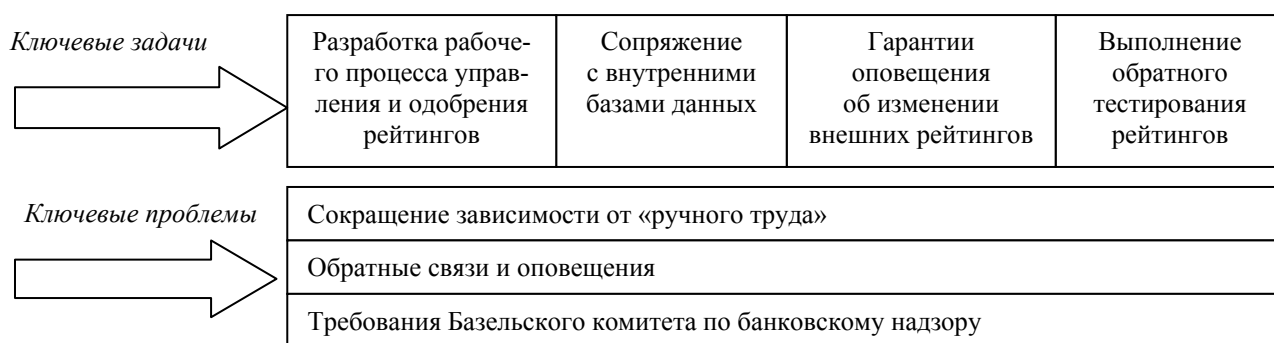 Ключевые задачи
Разработка рабоче-
го процесса управ-
ления и одобрения
рейтингов
Сопряжение
с внутренними
базами данных
Гарантии
оповещения
об изменении
внешних рейтингов
Выполнение
обратного
тестирования
рейтингов
Ключевые проблемы
Сокращение зависимости от «ручного труда»
Обратные связи и оповещения
Требования Базельского комитета по банковскому надзору